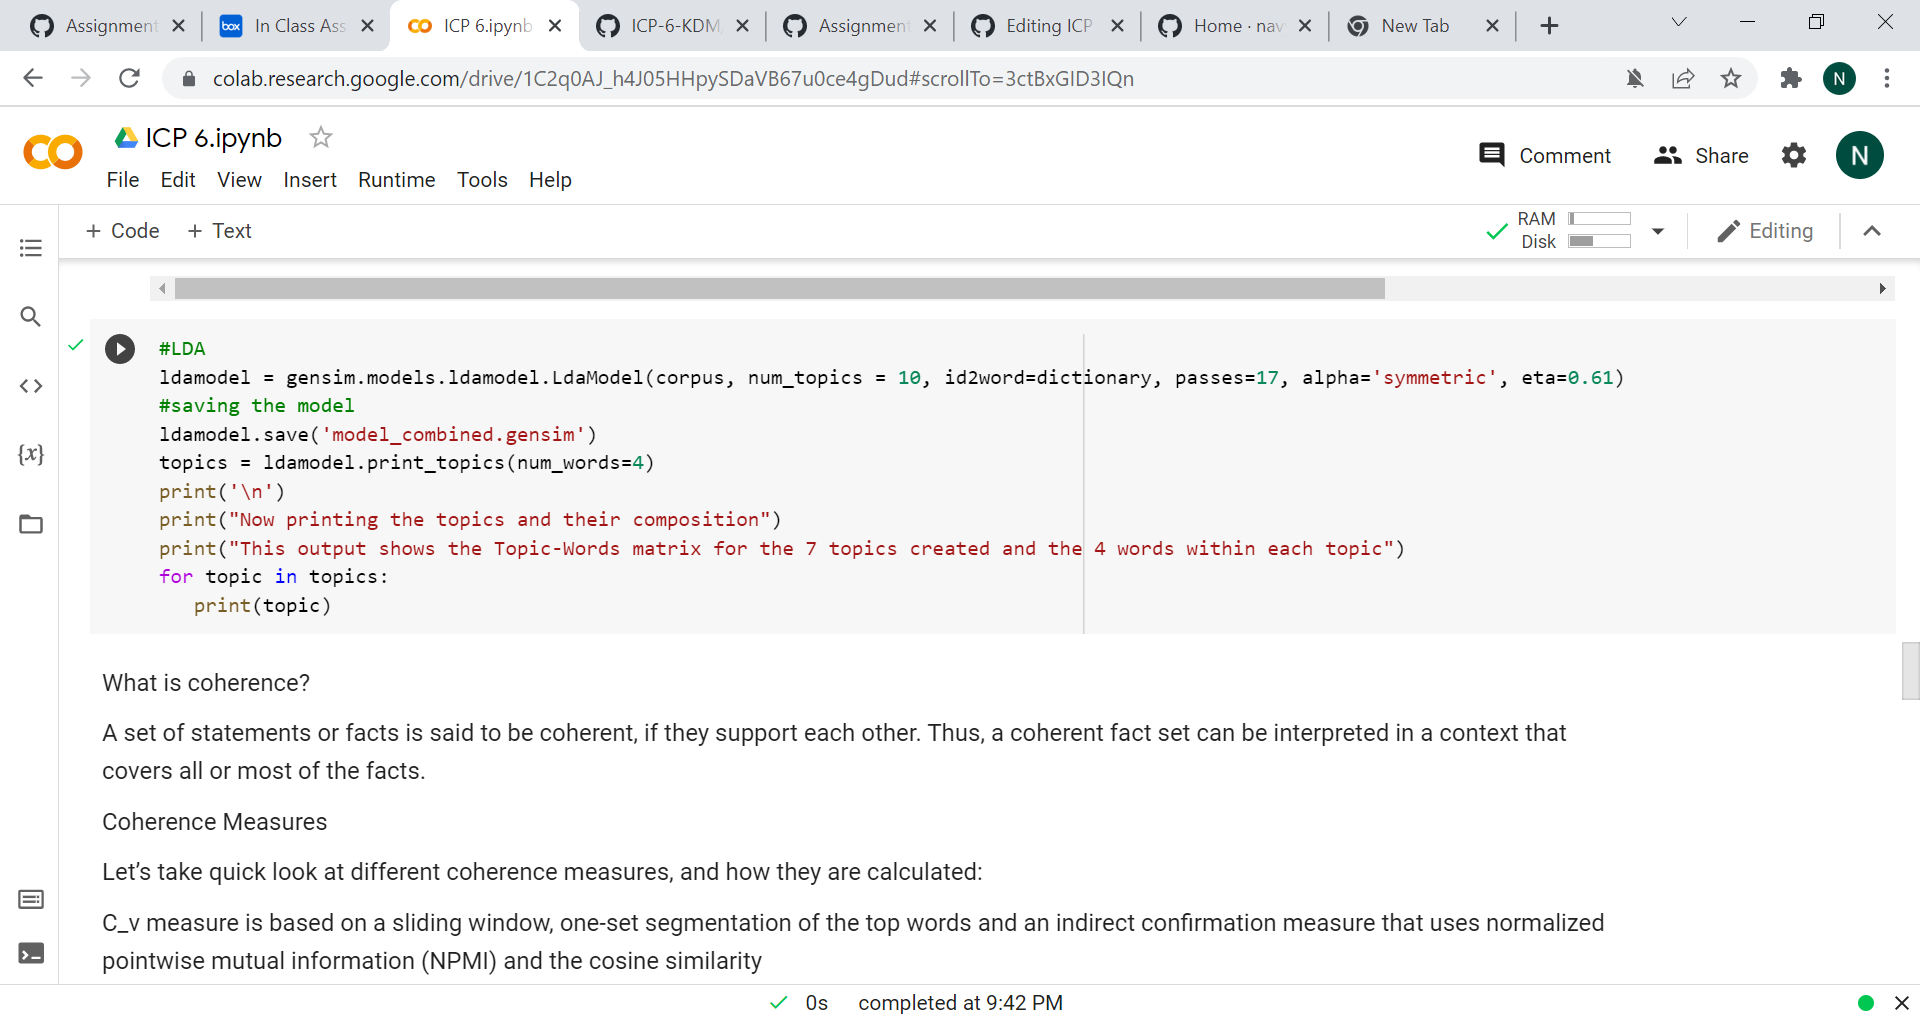 Assignment
In Class Ass
ICP 6.ipynb
ICP-6-KDM
Assignment
Editing ICP
Home · nav
New Tab
colab.research.google.com/drive/1C2q0AJ_h4J05HHpySDaVB67u0ce4gDud#scrollTo=3ctBxGID3IQn
N
ICP 6.ipynb
File Edit View Insert Runtime Tools Help
Comment
Share
N
+ Code + Text
RAM
Disk
Editing
#LDA
ldamodel = gensim.models.ldamodel.LdaModel(corpus, num_topics = 10, id2word=dictionary, passes=17, alpha='symmetric', eta=0.61)
#saving the model
ldamodel.save('model_combined.gensim')
topics = ldamodel.print_topics(num_words=4)
print('\n')
print("Now printing the topics and their composition")
print("This output shows the Topic-Words matrix for the 7 topics created and the 4 words within each topic")
for topic in topics:
   print(topic)
What is coherence?
A set of statements or facts is said to be coherent, if they support each other. Thus, a coherent fact set can be interpreted in a context that
covers all or most of the facts.
Coherence Measures
Let’s take quick look at different coherence measures, and how they are calculated:
C_v measure is based on a sliding window, one-set segmentation of the top words and an indirect confirmation measure that uses normalized
pointwise mutual information (NPMI) and the cosine similarity
0s completed at 9:42 PM